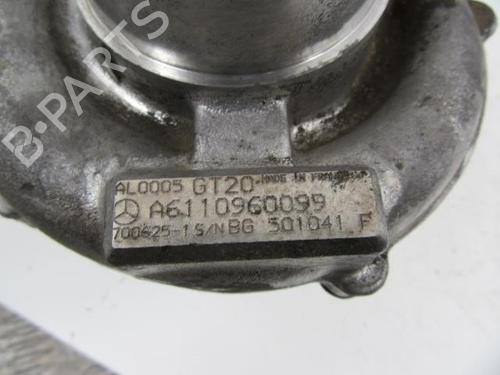 B-PARTS
AL0005 GT20 MADE IN FRANCE
A6110960099
700625-1 S/N BG 501041 F